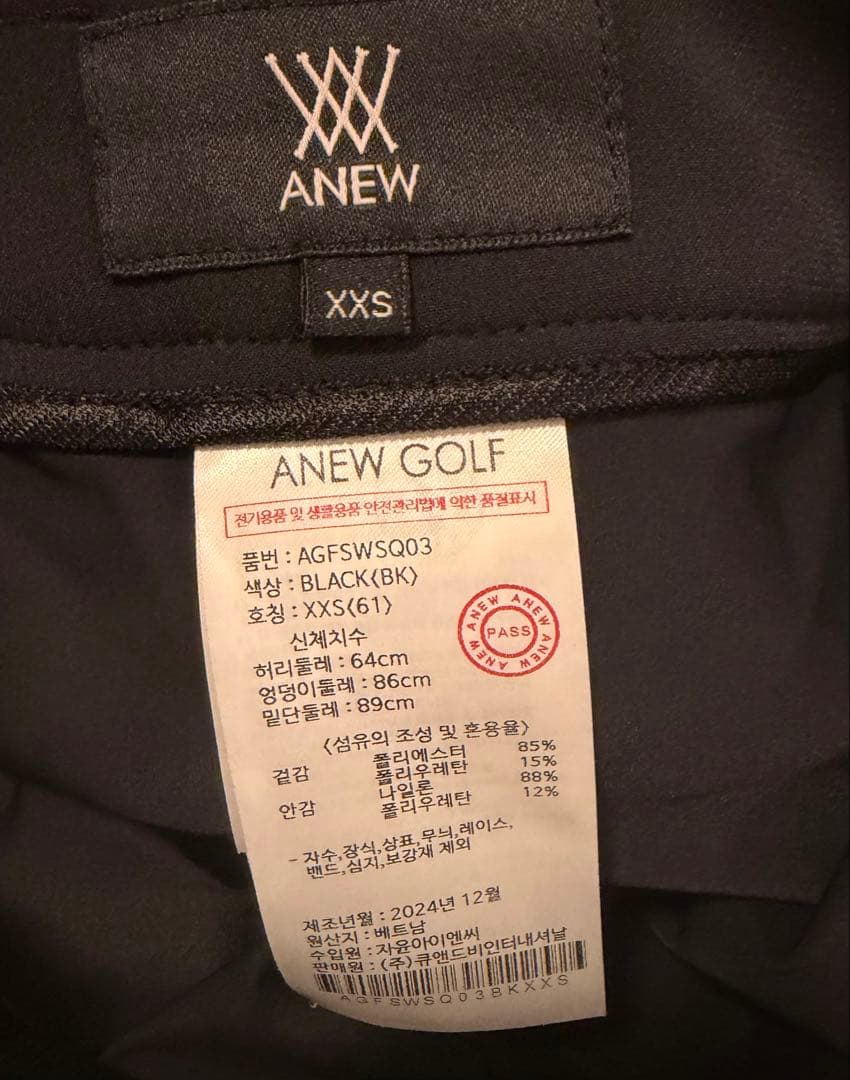 ANEW
XXS
ANEW GOLF
전기용품 및 생활용품 안전관리법에 의한 품질표시
품번 : AGFSWSQ03
색상 : BLACK(BK)
호칭 : XXS(61)
신체치수
허리둘레 : 64cm
엉덩이둘레 : 86cm
밑단둘레 : 89cm
ANEW ANEW ANEW ANEW
PASS
〈섬유의 조성 및 혼용율〉
겉감 폴리에스터 85%
폴리우레탄 15%
안감 나일론 88%
폴리우레탄 12%
- 자수,장식,상표,무늬,레이스,
밴드,심지,보강재 제외
제조년월 : 2024년 12월
원산지 : 베트남
수입원 : 자윤아이엔씨
판매원 : (주)큐앤드비인터내셔날
AGFSWSQ03BKXXS